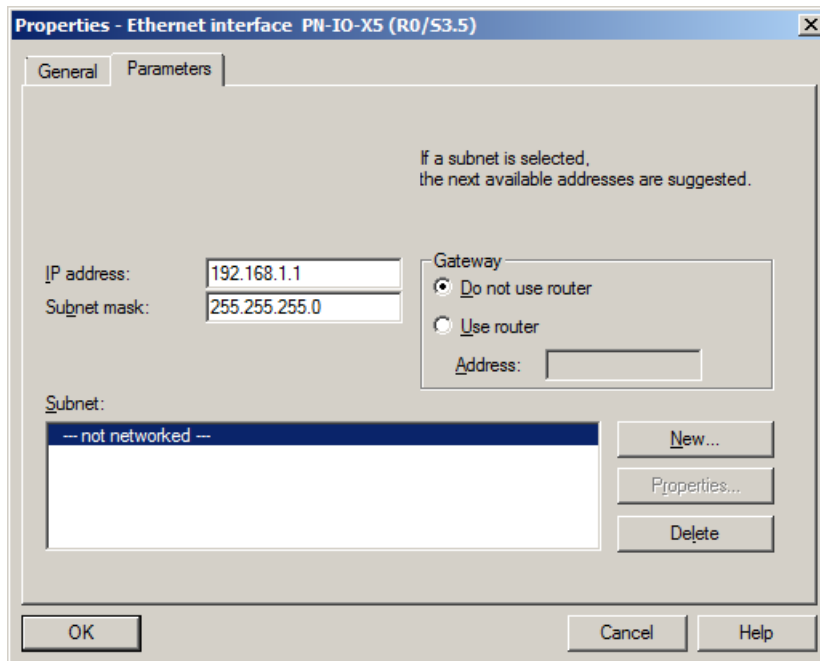 Properties - Ethernet interface PN-IO-X5 (R0/S3.5)
General
Parameters
If a subnet is selected,
the next available addresses are suggested.
IP address:
192.168.1.1
Subnet mask:
255.255.255.0
Gateway
Do not use router
Use router
Address:
Subnet:
--- not networked ---
New...
Properties...
Delete
OK
Cancel
Help